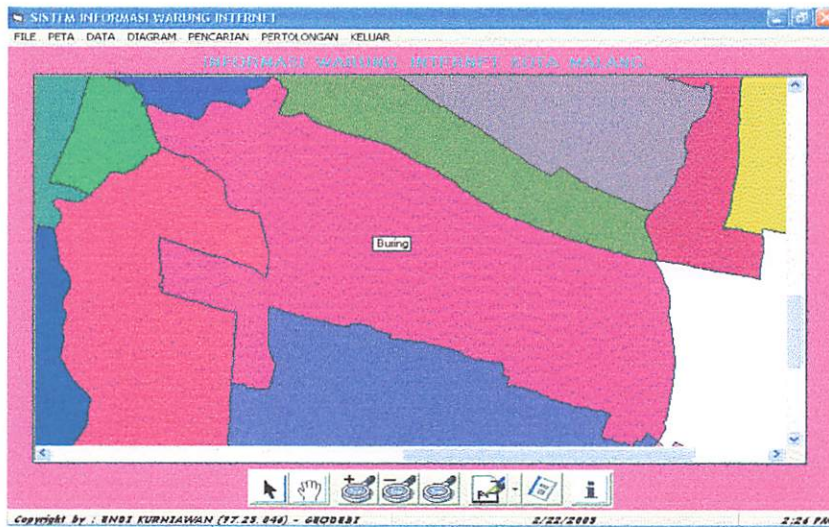 SISTEM INFORMASI WARUNG INTERNET
FILE PETA DATA DIAGRAM PENCARIAN PERTOLONGAN KELUAR
INFORMASI WARUNG INTERNET KOTA MALANG
Buring
Copyright by : ENDI KURNIAWAN (97.25.046) - GEODESI 2/22/2005 2:26 PM